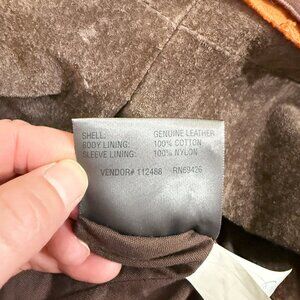 SHELL: GENUINE LEATHER
BODY LINING: 100% COTTON
SLEEVE LINING: 100% NYLON
VENDOR# 112488 RN69426